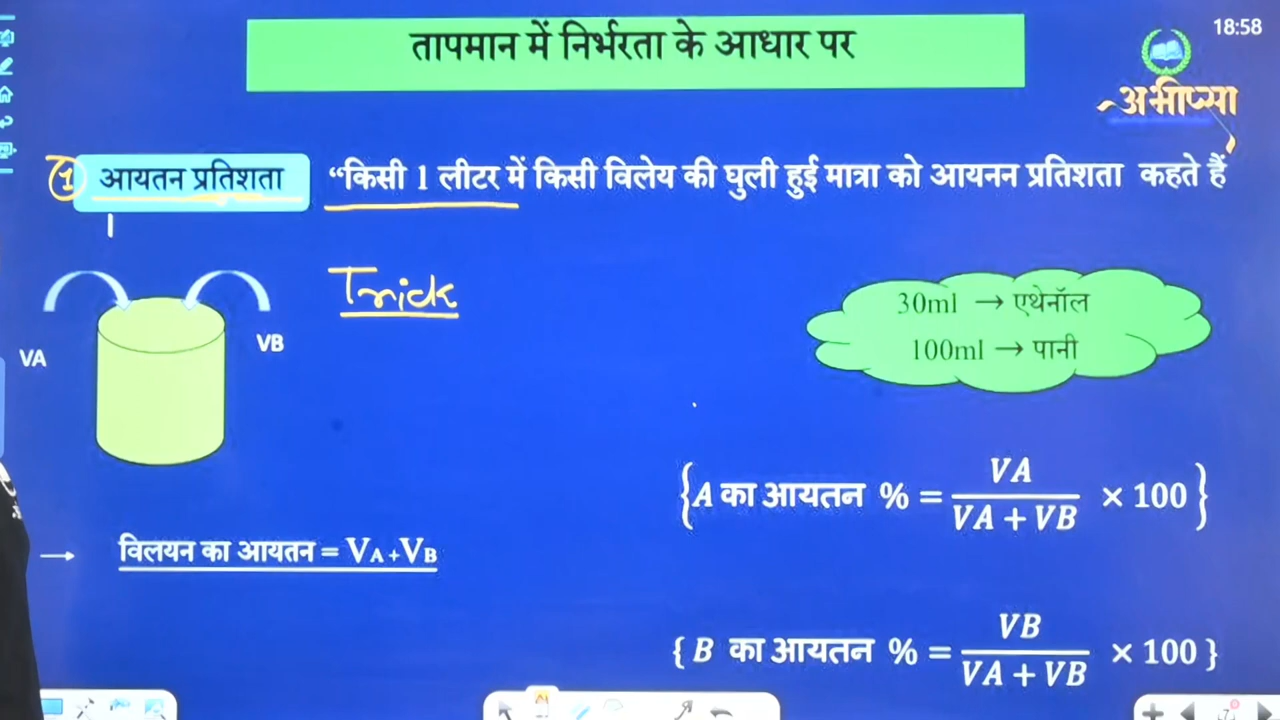 तापमान में निर्भरता के आधार पर
18:58
अभीप्सा
1 आयतन प्रतिशता “किसी 1 लीटर में किसी विलेय की घुली हुई मात्रा को आयनन प्रतिशता कहते हैं
Trick
VA
VB
30ml → एथेनॉल
100ml → पानी
{A का आयतन % = VA / VA + VB × 100}
→ विलयन का आयतन = VA+VB
{ B का आयतन % = VB / VA + VB × 100 }